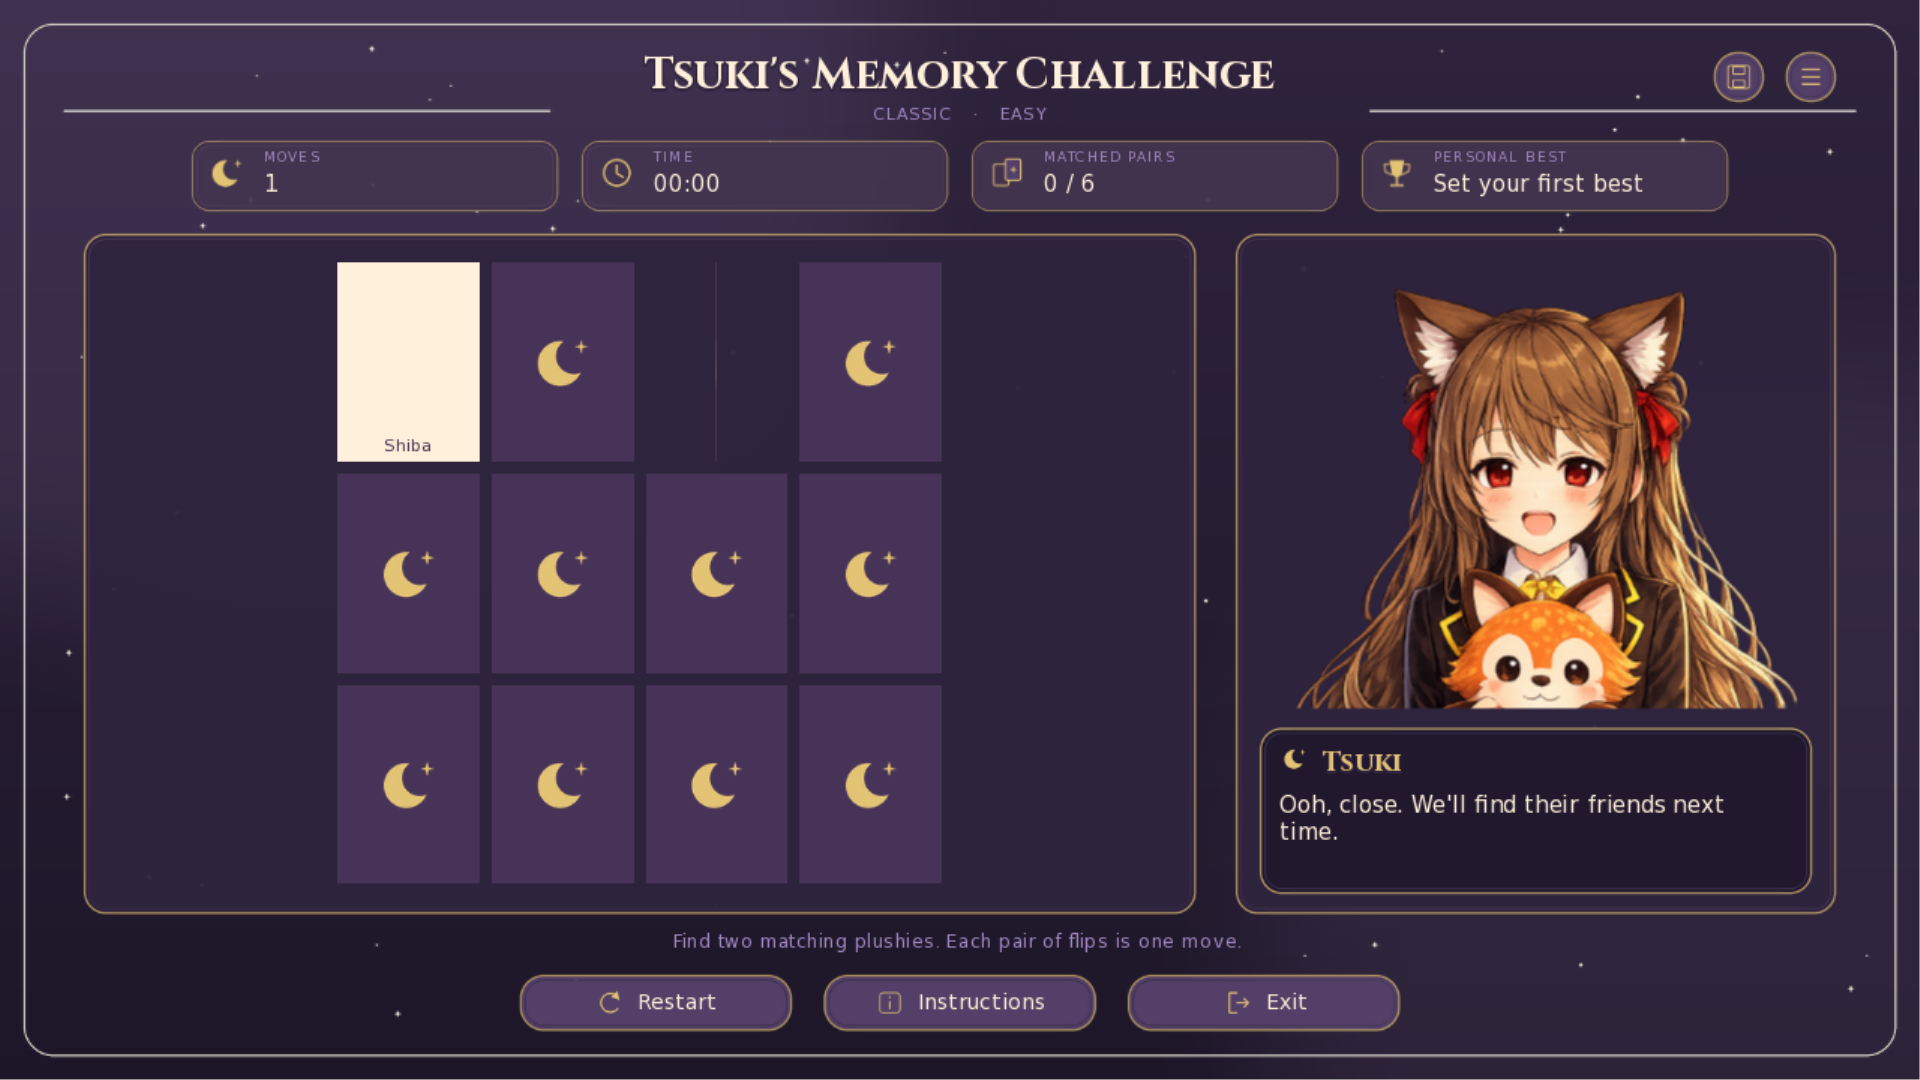 TSUKI'S MEMORY CHALLENGE
CLASSIC · EASY
MOVES
1
TIME
00:00
MATCHED PAIRS
0 / 6
PERSONAL BEST
Set your first best
Shiba
TSUKI
Ooh, close. We'll find their friends next
time.
Find two matching plushies. Each pair of flips is one move.
Restart
Instructions
Exit